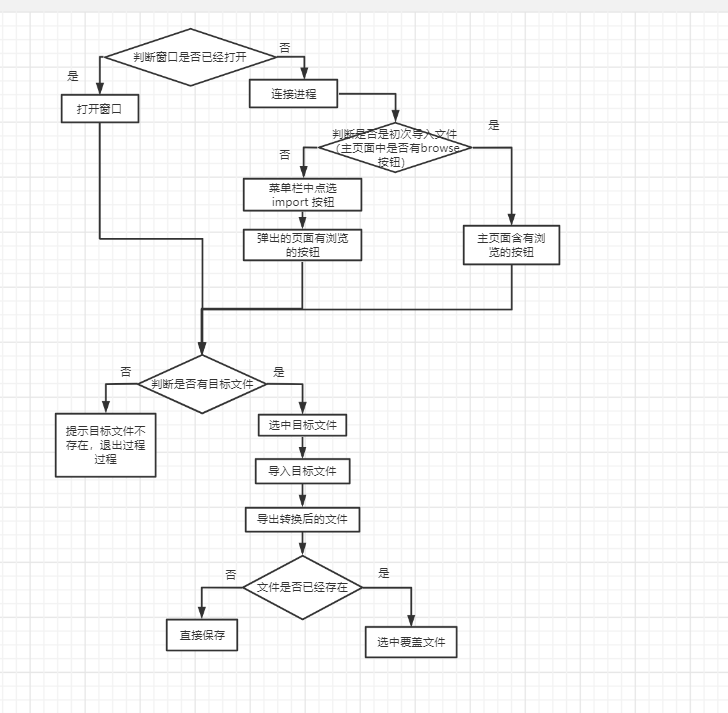 判断窗口是否已经打开
是
否
打开窗口
连接进程
判断是否是初次导入文件
（主页面中是否有browse
按钮）
否
是
菜单栏中点选
import 按钮
弹出的页面有浏览
的按钮
主页面含有浏
览的按钮
判断是否有目标文件
否
是
提示目标文件不
存在，退出过程
过程
选中目标文件
导入目标文件
导出转换后的文件
文件是否已经存在
否
是
直接保存
选中覆盖文件